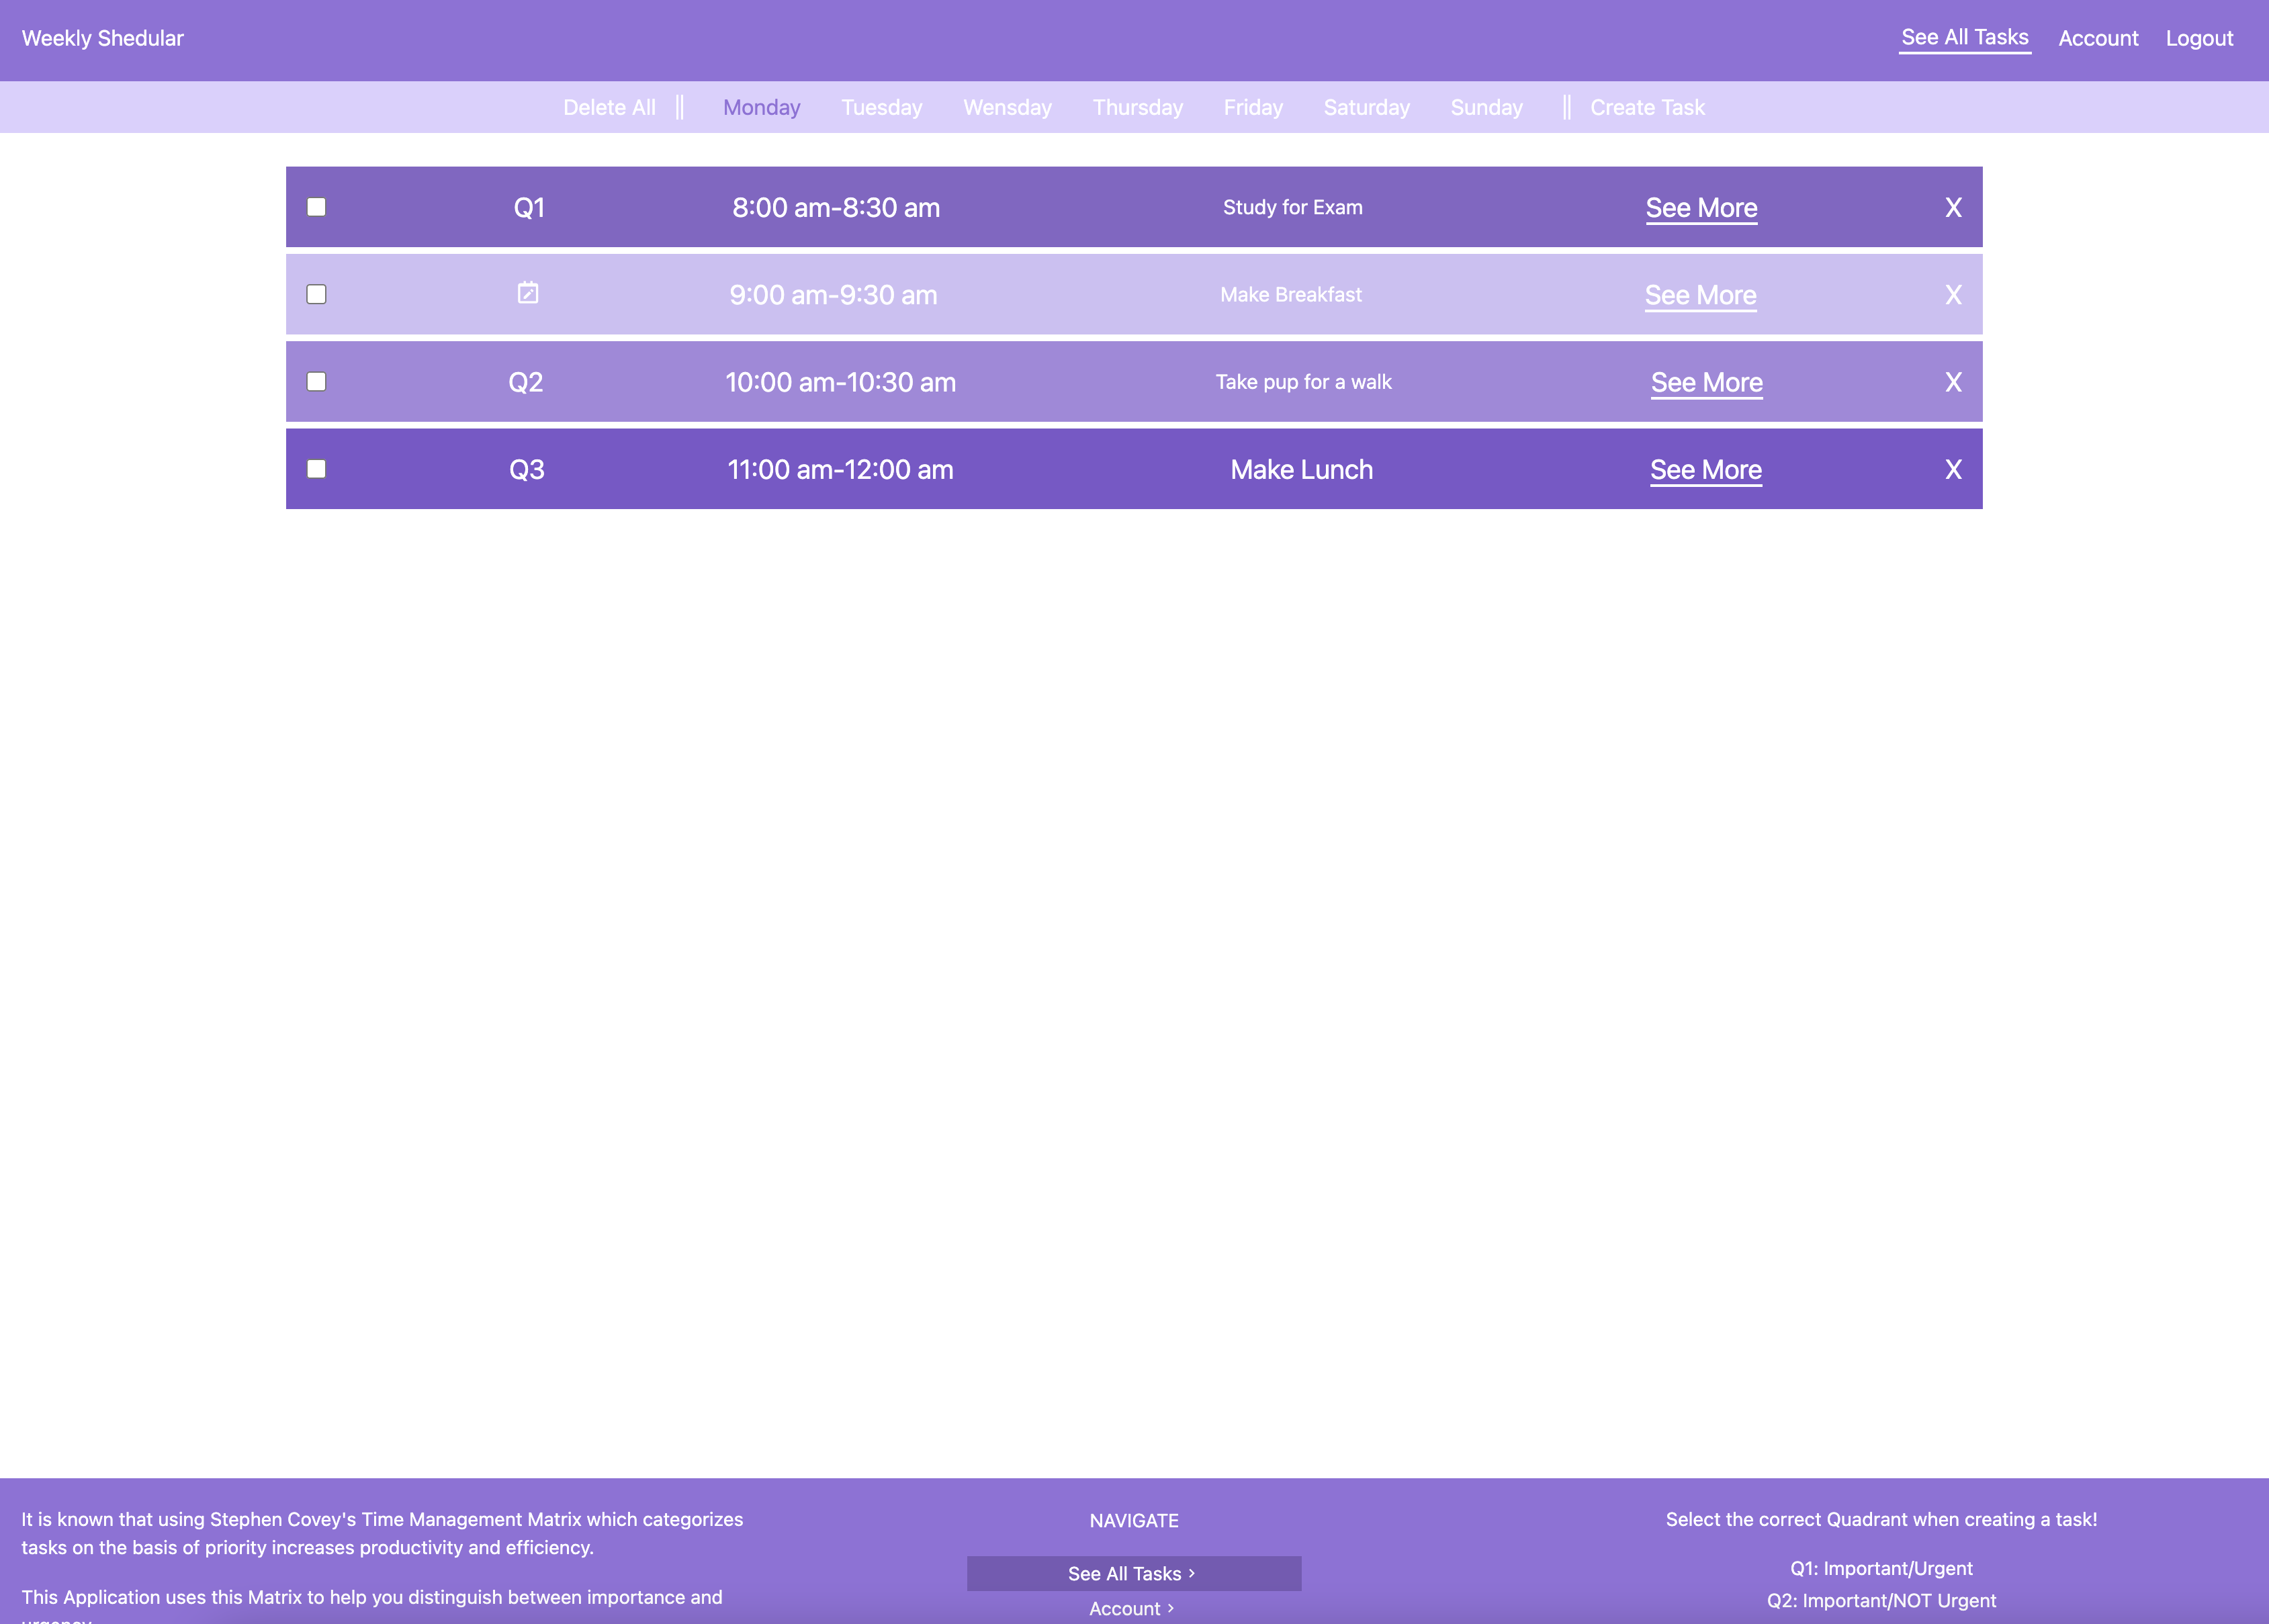 Weekly Shedular
See All Tasks Account Logout
Delete All || Monday Tuesday Wensday Thursday Friday Saturday Sunday || Create Task
Q1 8:00 am-8:30 am Study for Exam See More X
9:00 am-9:30 am Make Breakfast See More X
Q2 10:00 am-10:30 am Take pup for a walk See More X
Q3 11:00 am-12:00 am Make Lunch See More X
It is known that using Stephen Covey's Time Management Matrix which categorizes
tasks on the basis of priority increases productivity and efficiency.
This Application uses this Matrix to help you distinguish between importance and
NAVIGATE
See All Tasks ›
Account ›
Select the correct Quadrant when creating a task!
Q1: Important/Urgent
Q2: Important/NOT Urgent